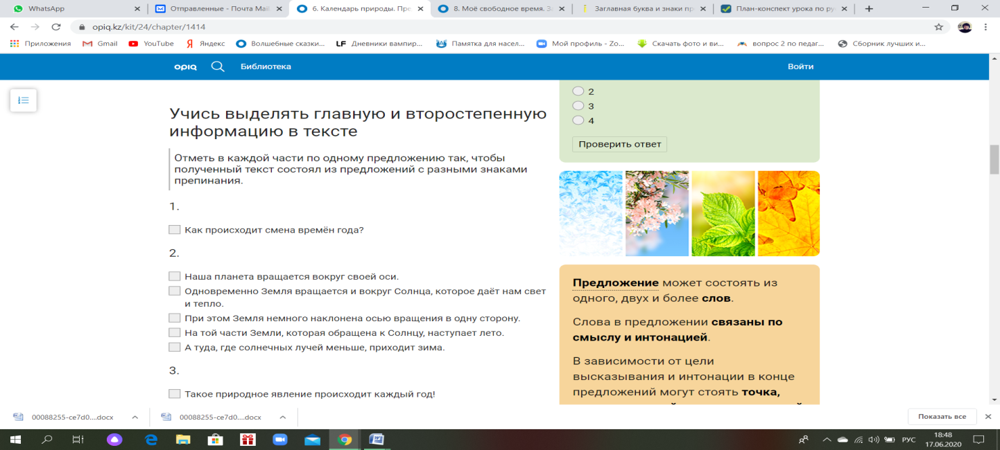 WhatsApp
Отправленные - Почта Mail
6. Календарь природы. Пре
8. Моё свободное время. З
Заглавная буква и знаки пр
План-конспект урока по ру
opiq.kz/kit/24/chapter/1414
Приложения
Gmail
YouTube
Яндекс
Волшебные сказки...
LF Дневники вампир...
Памятка для насел...
Мой профиль - Zo...
Скачать фото и ви...
вопрос 2 по педаг...
Сборник лучших и...
opiq
Библиотека
Войти
Учись выделять главную и второстепенную
информацию в тексте
Отметь в каждой части по одному предложению так, чтобы
полученный текст состоял из предложений с разными знаками
препинания.
1.
Как происходит смена времён года?
2.
Наша планета вращается вокруг своей оси.
Одновременно Земля вращается и вокруг Солнца, которое даёт нам свет
и тепло.
При этом Земля немного наклонена осью вращения в одну сторону.
На той части Земли, которая обращена к Солнцу, наступает лето.
А туда, где солнечных лучей меньше, приходит зима.
3.
Такое природное явление происходит каждый год!
2
3
4
Проверить ответ
Предложение может состоять из
одного, двух и более слов.
Слова в предложении связаны по
смыслу и интонацией.
В зависимости от цели
высказывания и интонации в конце
предложений могут стоять точка,
00088255-ce7d0....docx
00088255-ce7d0....docx
Показать все
РУС
18:48
17.06.2020